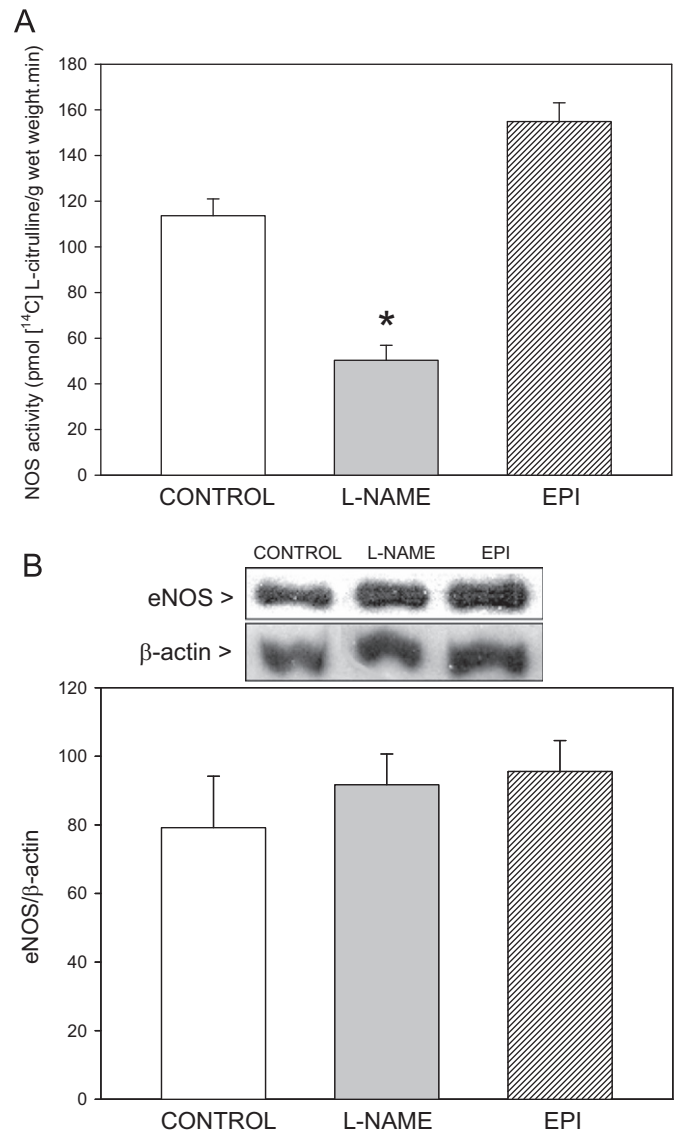 A
NOS activity (pmol [¹⁴C] L-citrulline/g wet weight.min)
180
160
140
120
100
80
60
40
20
0
*
CONTROL L-NAME EPI
B
CONTROL L-NAME EPI
eNOS >
β-actin >
eNOS/β-actin
120
100
80
60
40
20
0
CONTROL L-NAME EPI